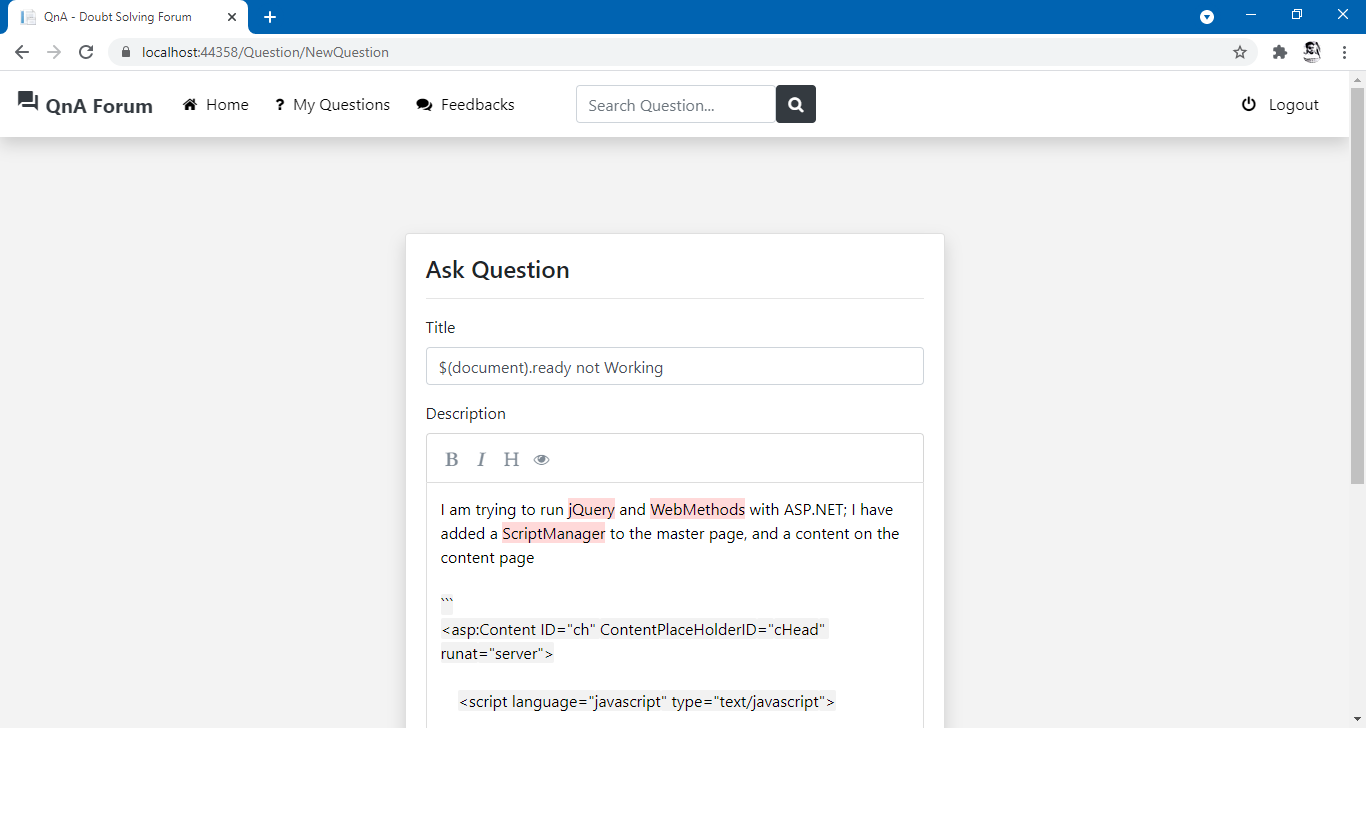 QnA - Doubt Solving Forum
localhost:44358/Question/NewQuestion
QnA Forum Home ? My Questions Feedbacks Search Question... Logout
Ask Question
Title
$(document).ready not Working
Description
B I H
I am trying to run jQuery and WebMethods with ASP.NET; I have
added a ScriptManager to the master page, and a content on the
content page
```
<asp:Content ID="ch" ContentPlaceHolderID="cHead"
runat="server">
<script language="javascript" type="text/javascript">